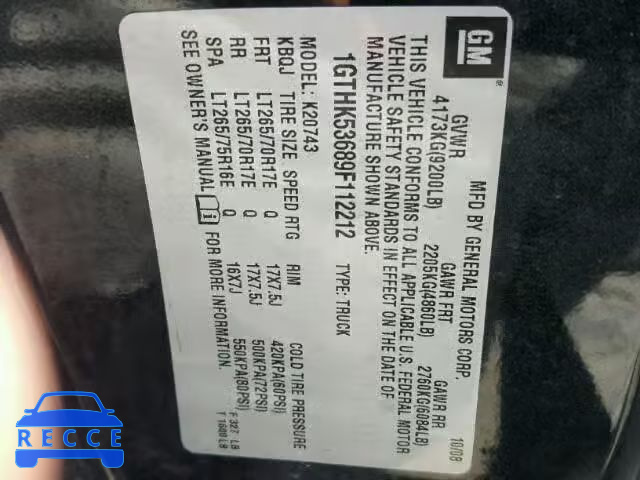 GM
®
MFD BY GENERAL MOTORS CORP. 10/08
GVWR GAWR FRT GAWR RR
4173KG(9200LB) 2205KG(4860LB) 2760KG(6084LB)
THIS VEHICLE CONFORMS TO ALL APPLICABLE U.S. FEDERAL MOTOR
VEHICLE SAFETY STANDARDS IN EFFECT ON THE DATE OF
MANUFACTURE SHOWN ABOVE.
1GTHK53689F112212 TYPE: TRUCK
MODEL: K20743
KBQJ TIRE SIZE SPEED RTG RIM COLD TIRE PRESSURE
FRT LT265/70R17E Q 17X7.5J 420KPA(60PSI)
RR LT265/70R17E Q 17X7.5J 500KPA(72PSI)
SPA LT265/75R16E Q 16X7J 550KPA(80PSI)
SEE OWNER'S MANUAL FOR MORE INFORMATION.
F 327 LB
T 1600 LB
RECCE